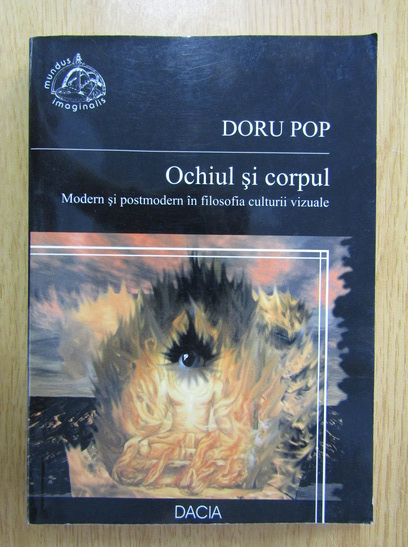 mundus
imaginalis
DORU POP
Ochiul şi corpul
Modern şi postmodern în filosofia culturii vizuale
DACIA